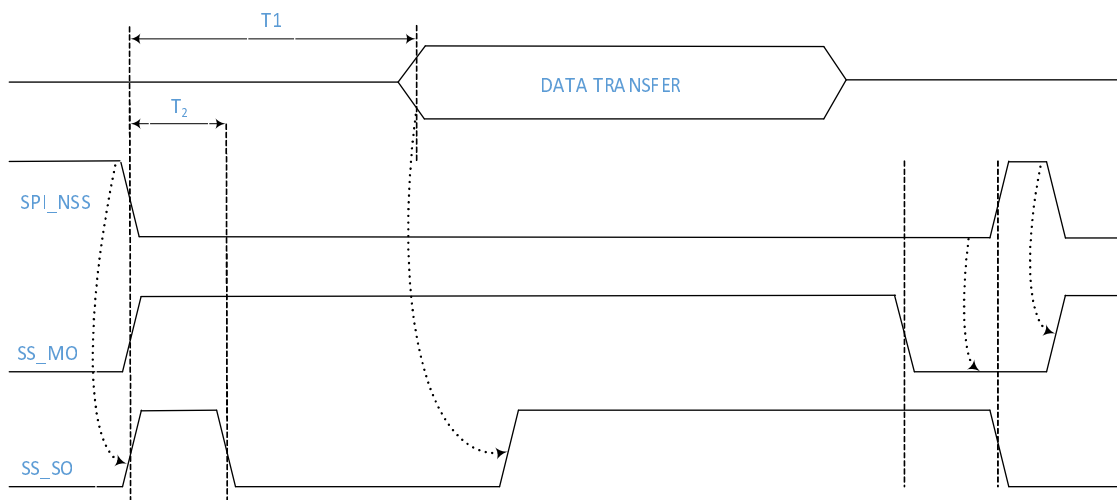 T1
DATA TRANSFER
T₂
SPI_NSS
SS_MO
SS_SO